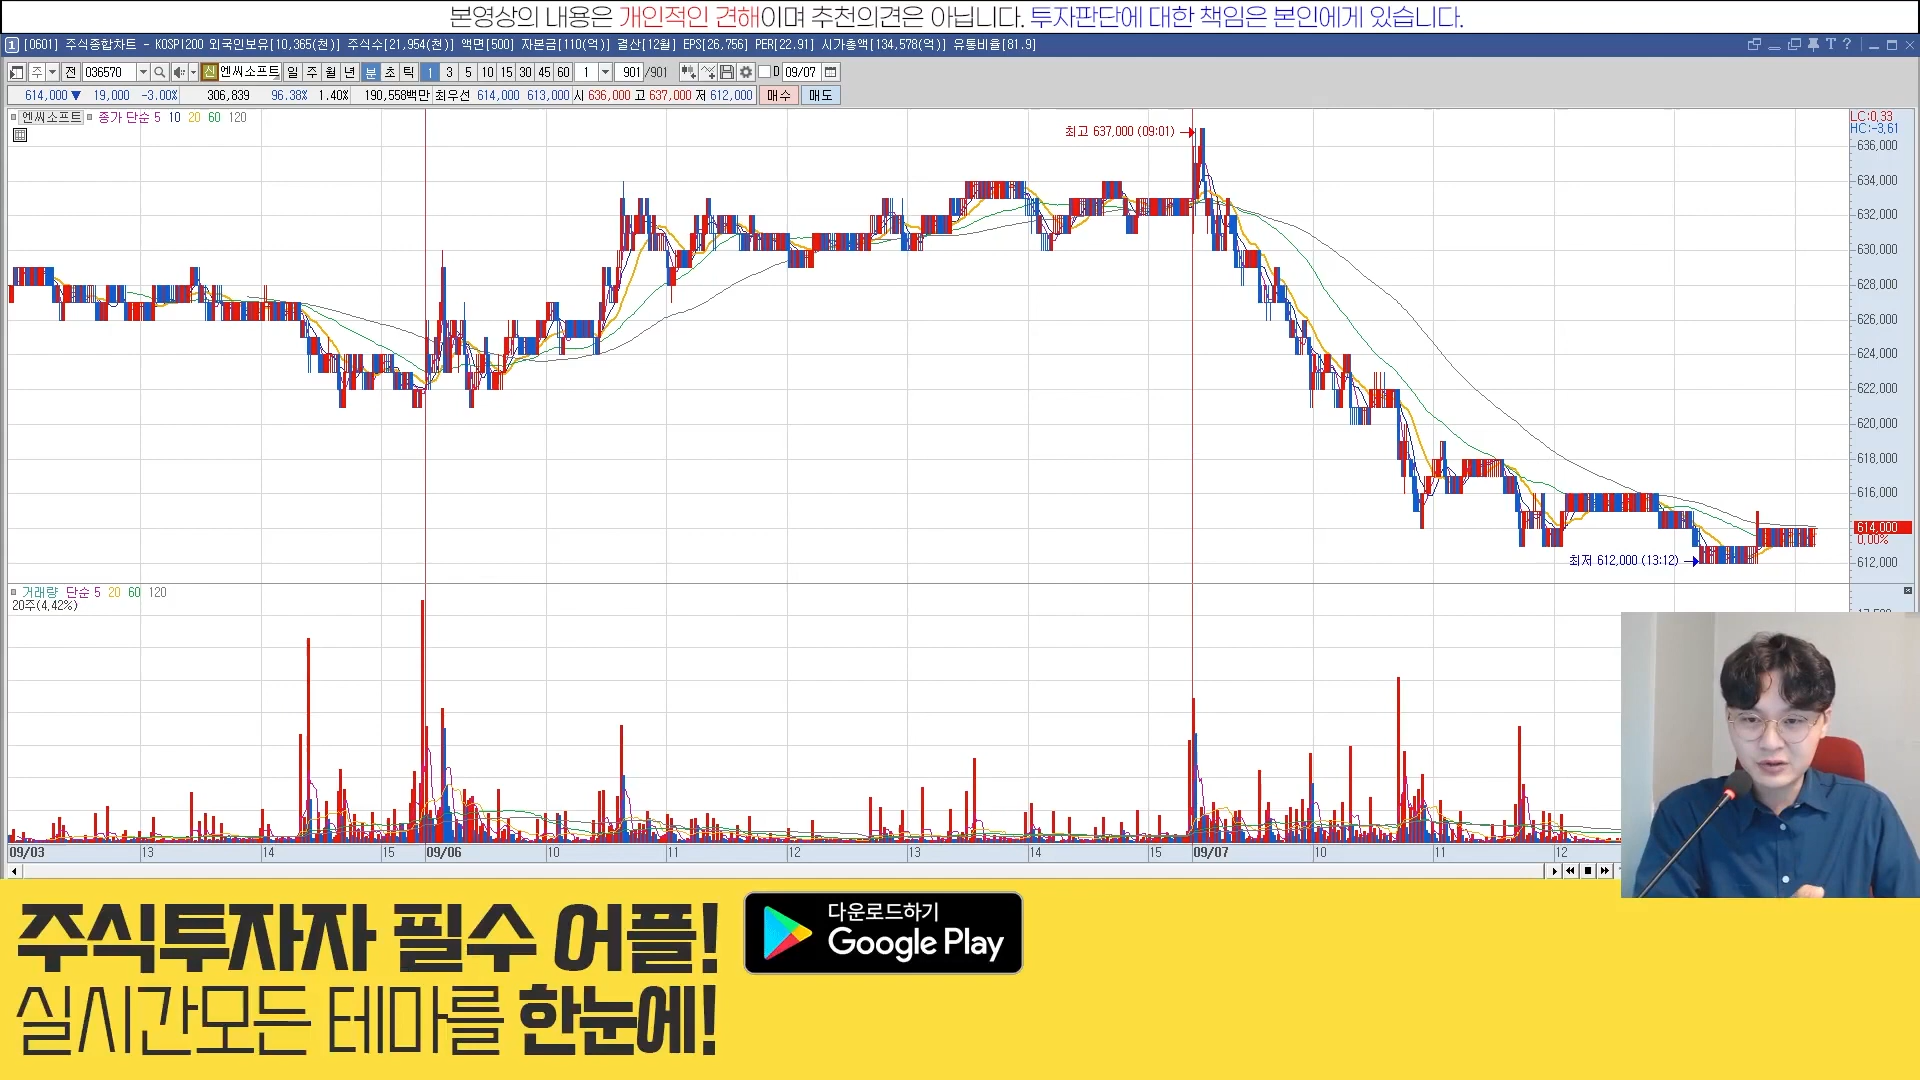 본영상의 내용은 개인적인 견해이며 추천의견은 아닙니다. 투자판단에 대한 책임은 본인에게 있습니다.
1 [0601] 주식종합차트 - KOSPI200 외국인보유[10,365(천)] 주식수[21,954(천)] 액면[500] 자본금[110(억)] 결산[12월] EPS[26,756] PER[22.91] 시가총액[134,578(억)] 유통비율[81.9]
주 전 036570 신 엔씨소프트 일 주 월 년 분 초 틱 1 3 5 10 15 30 45 60 1 901 /901 D 09/07
614,000 ▼ 19,000 -3.00% 306,839 96.38% 1.40% 190,558백만 최우선 614,000 613,000 시 636,000 고 637,000 저 612,000 매수 매도
엔씨소프트 종가 단순 5 10 20 60 120
LC:0.33
HC:-3.61
최고 637,000 (09:01)
636,000
634,000
632,000
630,000
628,000
626,000
624,000
622,000
620,000
618,000
616,000
614,000
0.00%
최저 612,000 (13:12)
612,000
거래량 단순 5 20 60 120
20주(4.42%)
09/03 13 14 15 09/06 10 11 12 13 14 15 09/07 10 11 12
주식투자자 필수 어플!
실시간모든 테마를 한눈에!
다운로드하기
Google Play